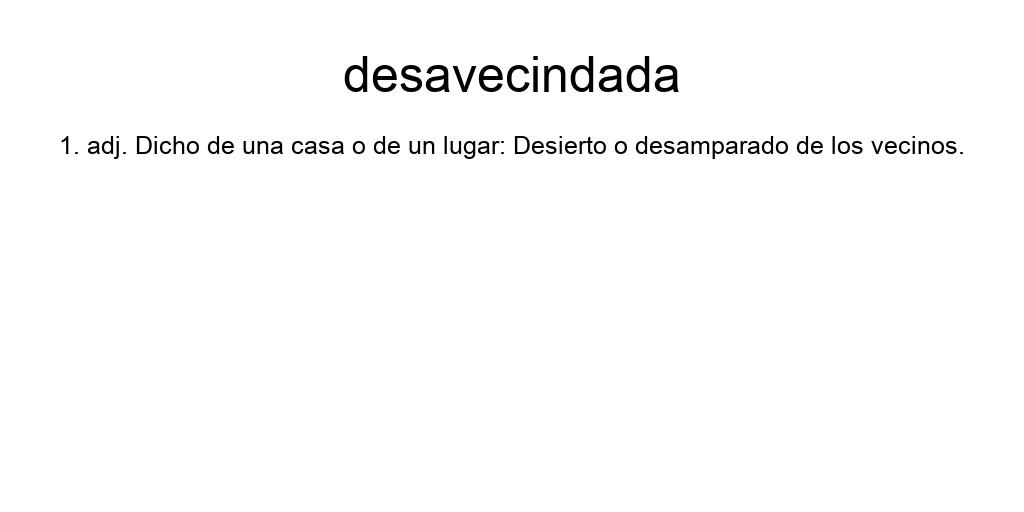 desavecindada
1. adj. Dicho de una casa o de un lugar: Desierto o desamparado de los vecinos.